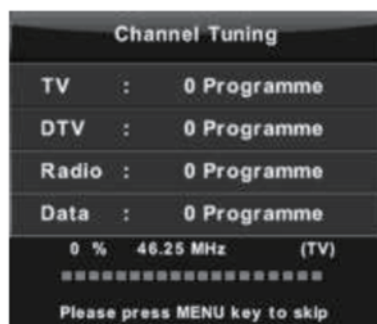 Channel Tuning
TV : 0 Programme
DTV : 0 Programme
Radio : 0 Programme
Data : 0 Programme
0 % 46.25 MHz (TV)
Please press MENU key to skip